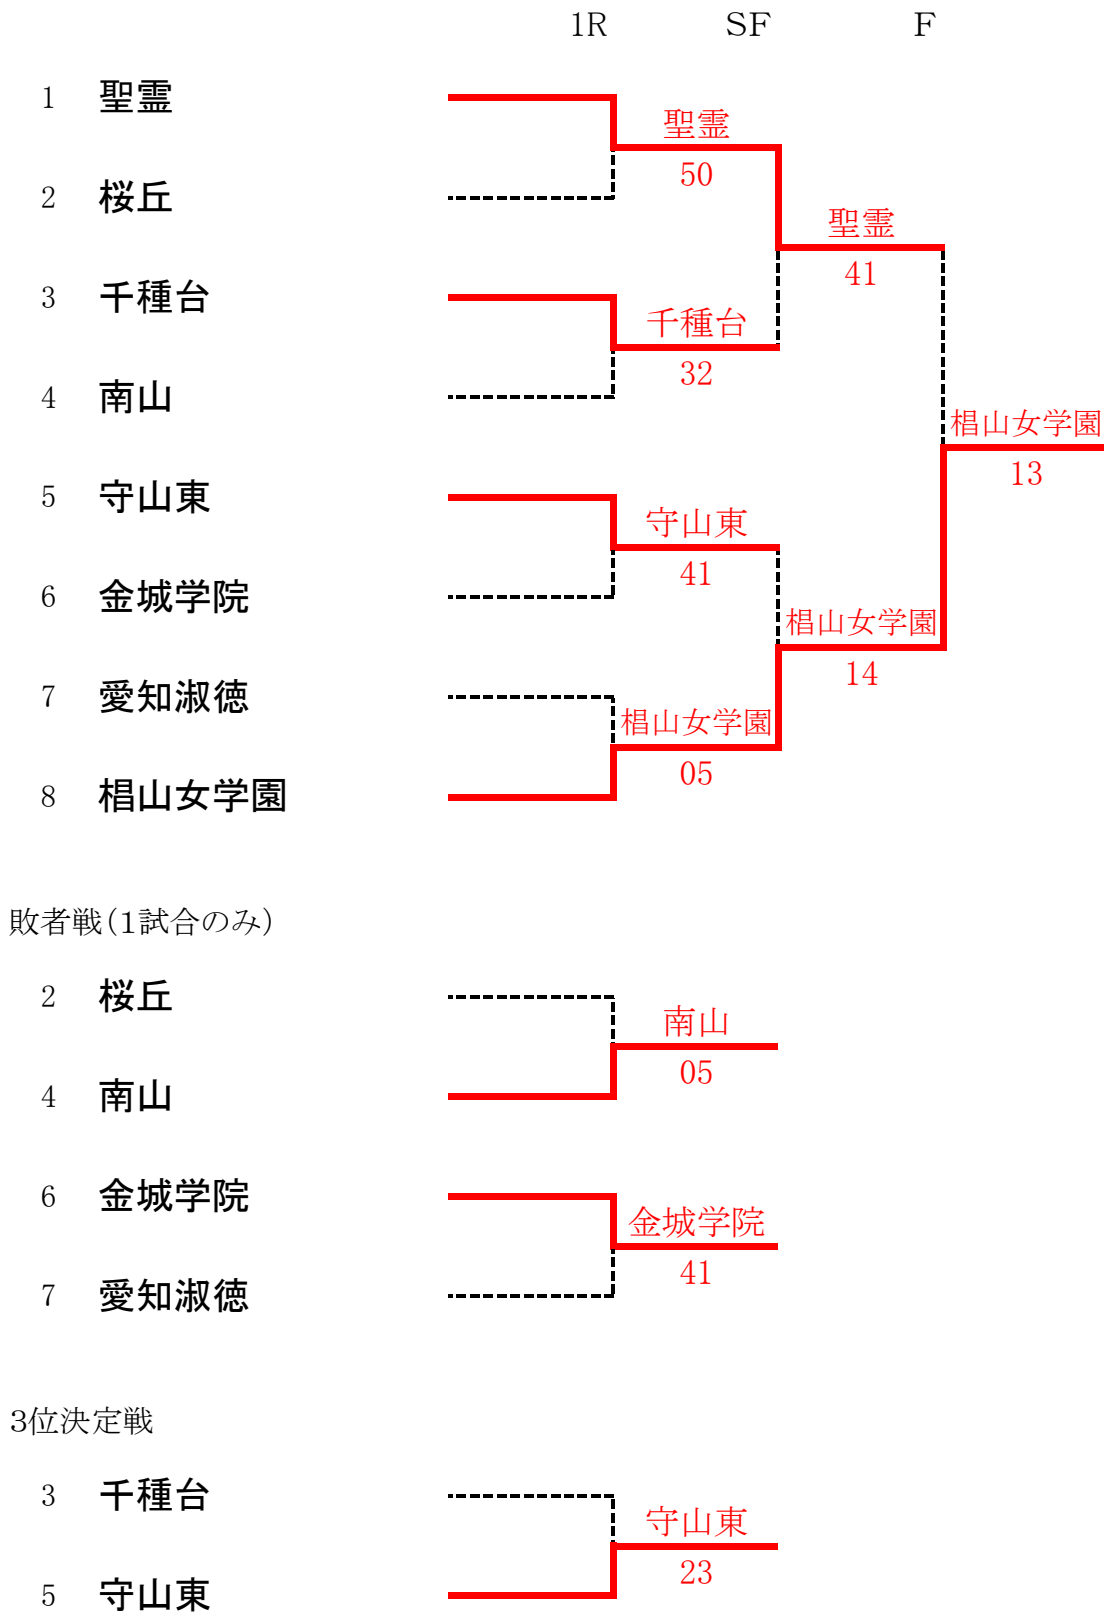 1R SF F
1 聖霊
聖霊
50
2 桜丘
聖霊
41
3 千種台
千種台
32
4 南山
椙山女学園
13
5 守山東
守山東
41
6 金城学院
椙山女学園
14
7 愛知淑徳
椙山女学園
05
8 椙山女学園
敗者戦(1試合のみ)
2 桜丘
南山
05
4 南山
6 金城学院
金城学院
41
7 愛知淑徳
3位決定戦
3 千種台
守山東
23
5 守山東